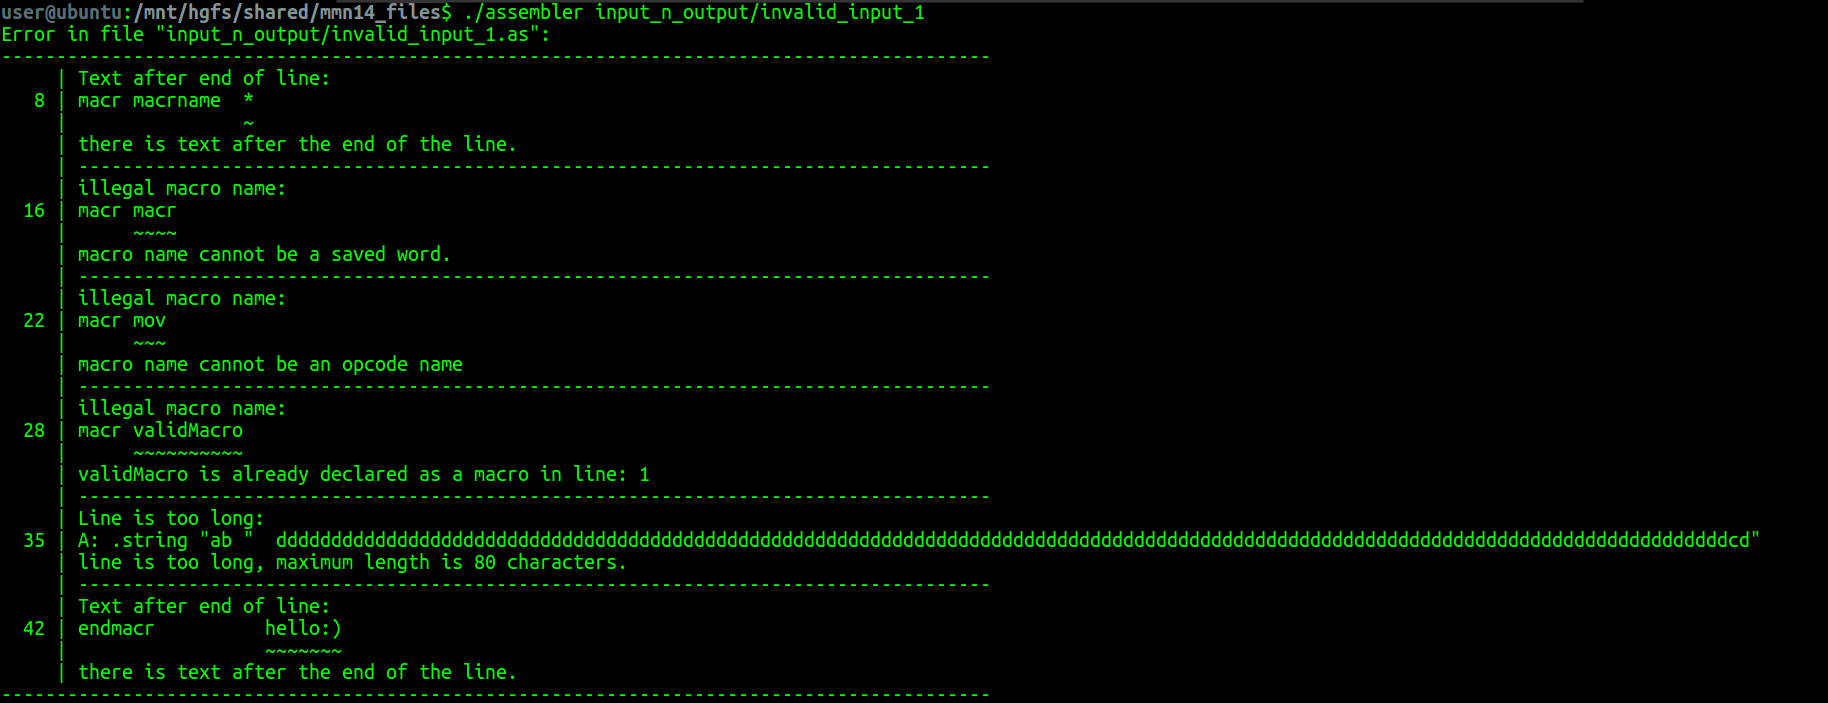 user@ubuntu:/mnt/hgfs/shared/mmn14_files$ ./assembler input_n_output/invalid_input_1
Error in file "input_n_output/invalid_input_1.as":
------------------------------------------------------------------------------------------
     | Text after end of line:
   8 | macr macrname  *
     |                ~
     | there is text after the end of the line.
     | -----------------------------------------------------------------------------------
     | illegal macro name:
  16 | macr macr
     |      ~~~~
     | macro name cannot be a saved word.
     | -----------------------------------------------------------------------------------
     | illegal macro name:
  22 | macr mov
     |      ~~~
     | macro name cannot be an opcode name
     | -----------------------------------------------------------------------------------
     | illegal macro name:
  28 | macr validMacro
     |      ~~~~~~~~~~
     | validMacro is already declared as a macro in line: 1
     | -----------------------------------------------------------------------------------
     | Line is too long:
  35 | A: .string "ab "  ddddddddddddddddddddddddddddddddddddddddddddddddddddddddddddddddddddddddddddddddddddddddddddddddddddddddddddddddddddcd"
     | line is too long, maximum length is 80 characters.
     | -----------------------------------------------------------------------------------
     | Text after end of line:
  42 | endmacr          hello:)
     |                  ~~~~~~~
     | there is text after the end of the line.
------------------------------------------------------------------------------------------